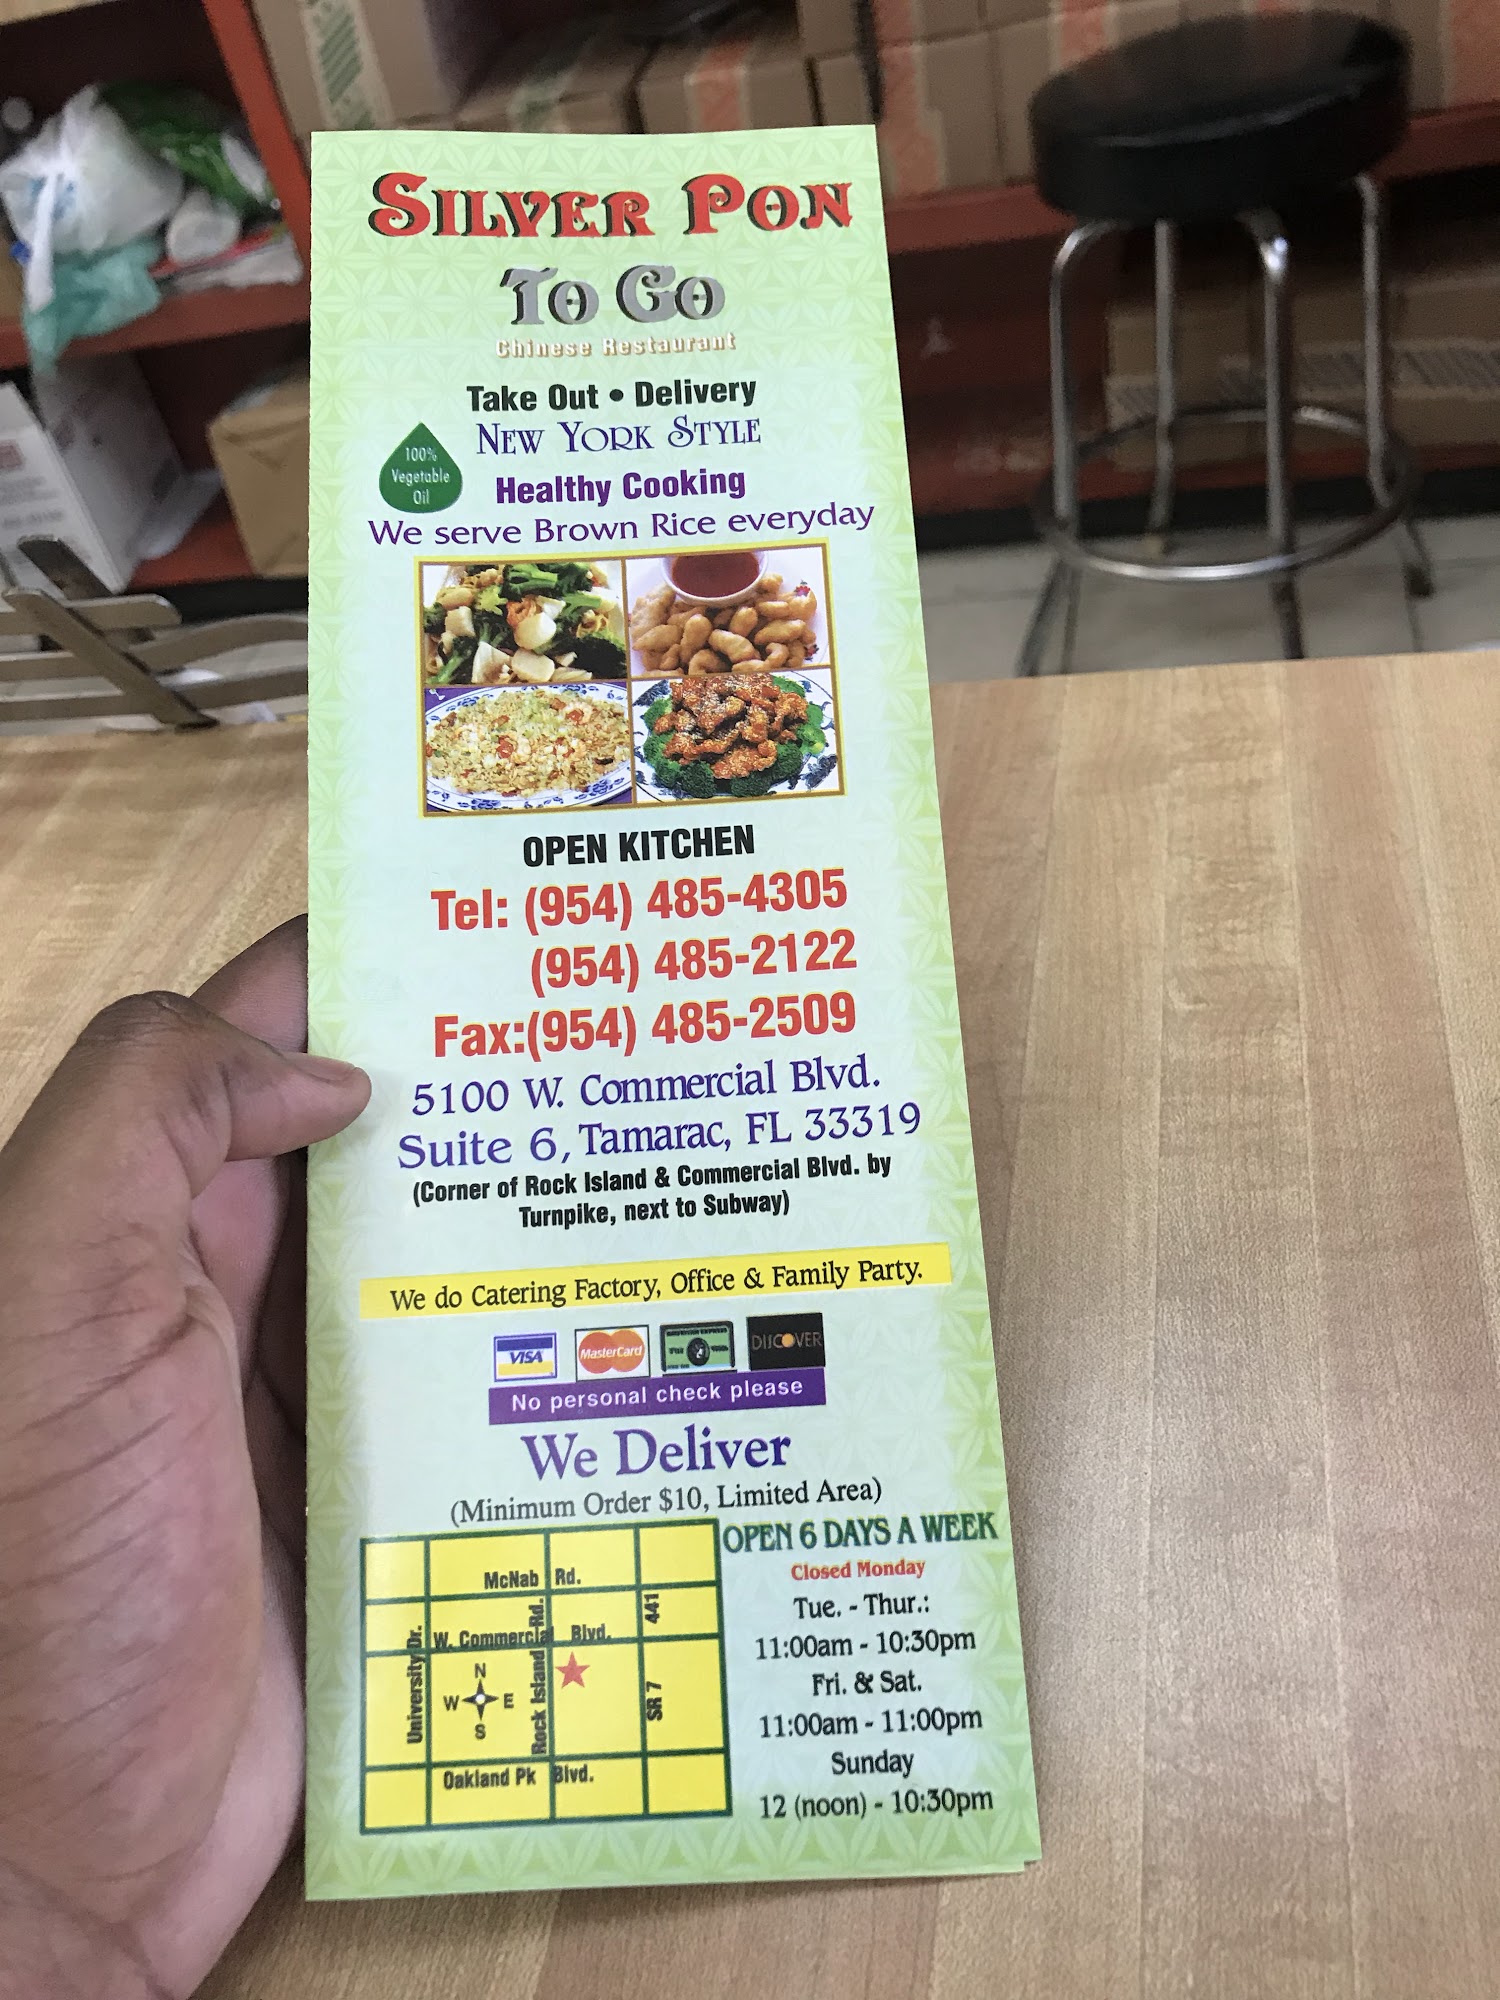 SILVER PON
TO GO
Chinese Restaurant
Take Out • Delivery
NEW YORK STYLE
100%
Vegetable
Oil
Healthy Cooking
We serve Brown Rice everyday
OPEN KITCHEN
Tel: (954) 485-4305
(954) 485-2122
Fax:(954) 485-2509
5100 W. Commercial Blvd.
Suite 6, Tamarac, FL 33319
(Corner of Rock Island & Commercial Blvd. by
Turnpike, next to Subway)
We do Catering Factory, Office & Family Party.
VISA
MasterCard
DISCOVER
No personal check please
We Deliver
(Minimum Order $10, Limited Area)
McNab Rd.
W. Commercial Blvd.
University Dr.
Rock Island Rd.
441
SR 7
N
W E
S
Oakland Pk Blvd.
OPEN 6 DAYS A WEEK
Closed Monday
Tue. - Thur.:
11:00am - 10:30pm
Fri. & Sat.
11:00am - 11:00pm
Sunday
12 (noon) - 10:30pm